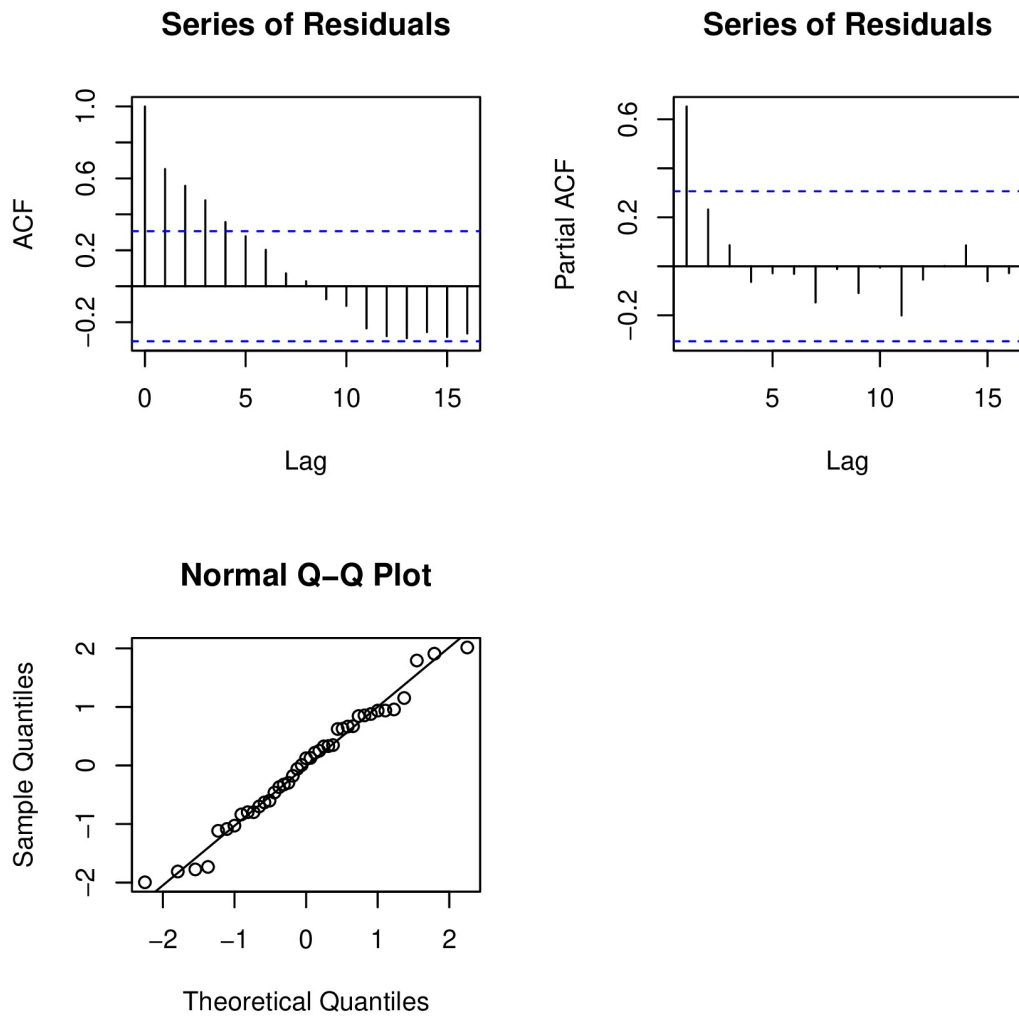 Series of Residuals
ACF
1.0
0.6
0.2
−0.2
0 5 10 15
Lag
Series of Residuals
Partial ACF
0.6
0.2
−0.2
5 10 15
Lag
Normal Q−Q Plot
Sample Quantiles
2
1
0
−1
−2
−2 −1 0 1 2
Theoretical Quantiles